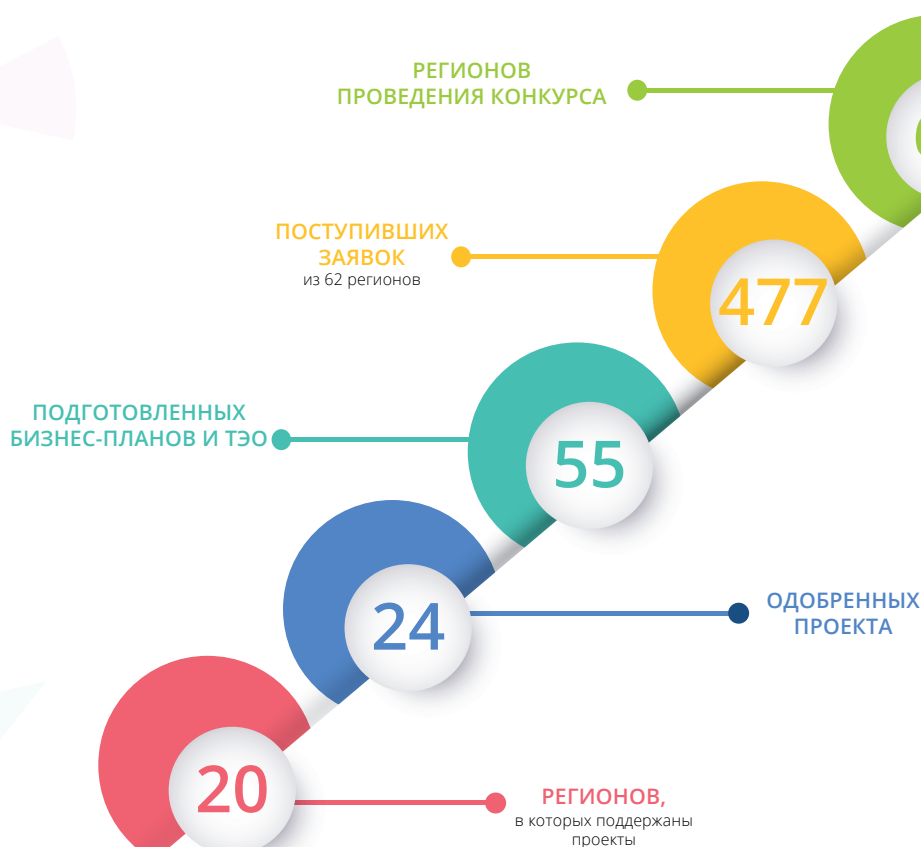 РЕГИОНОВ
ПРОВЕДЕНИЯ КОНКУРСА
ПОСТУПИВШИХ
ЗАЯВОК
из 62 регионов
477
ПОДГОТОВЛЕННЫХ
БИЗНЕС-ПЛАНОВ И ТЭО
55
24
ОДОБРЕННЫХ
ПРОЕКТА
20
РЕГИОНОВ,
в которых поддержаны
проекты